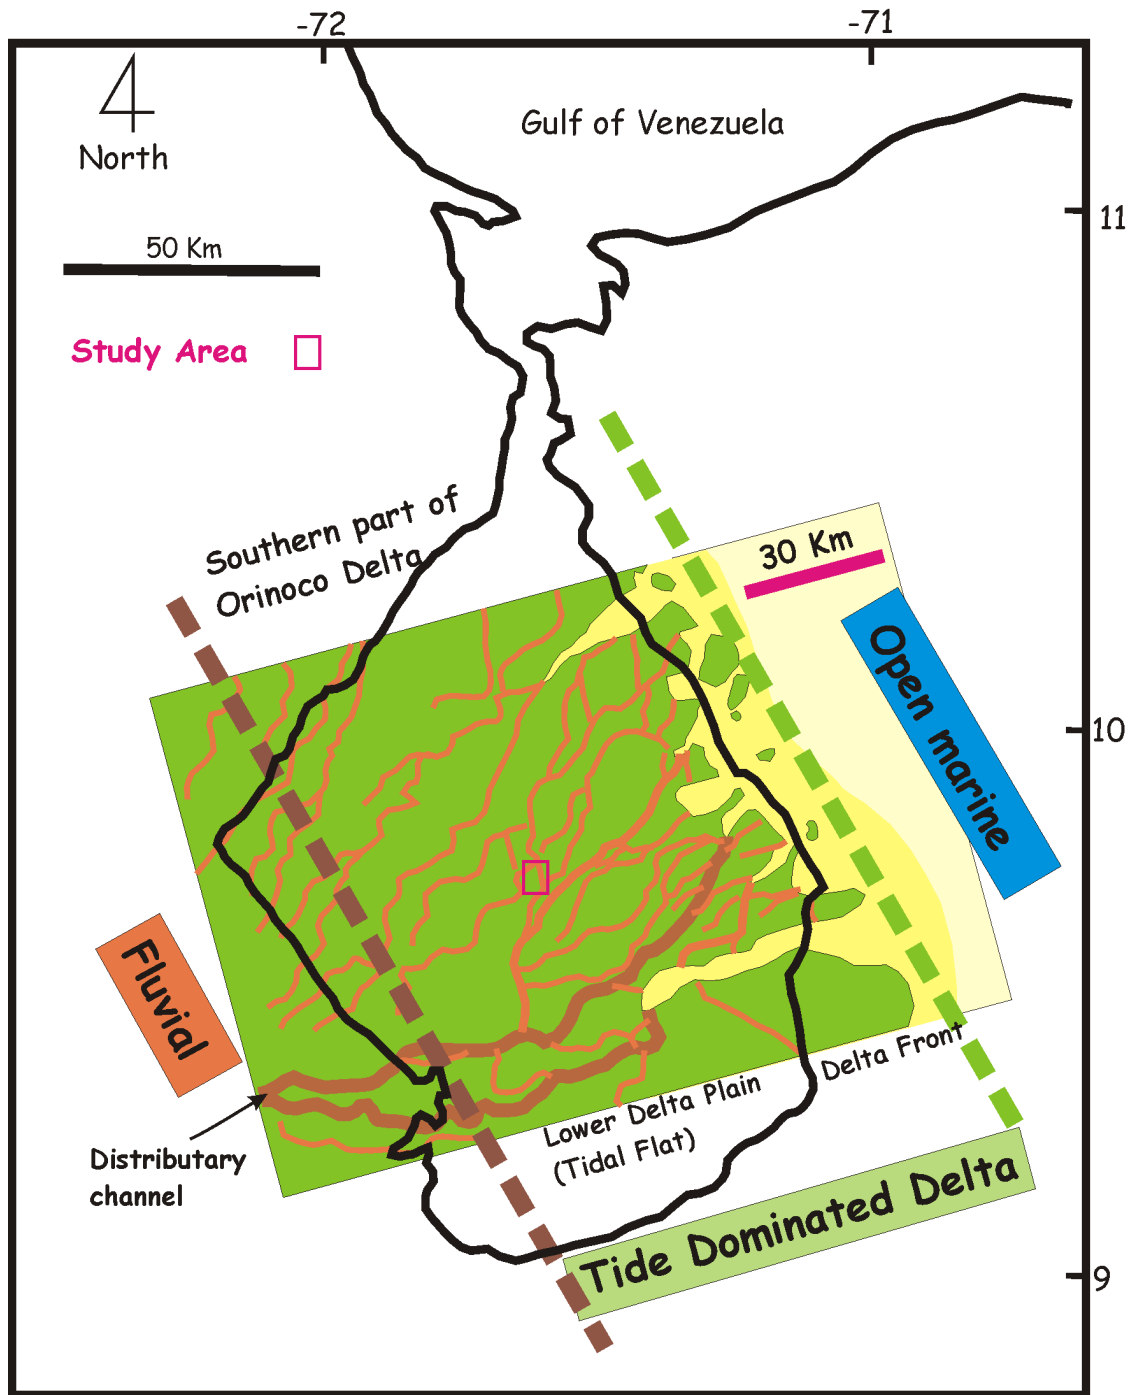 -72
-71
Gulf of Venezuela
North
11
50 Km
Study Area
Southern part of
Orinoco Delta
30 Km
Open marine
10
Fluvial
Delta Front
Lower Delta Plain
(Tidal Flat)
Distributary
channel
Tide Dominated Delta
9